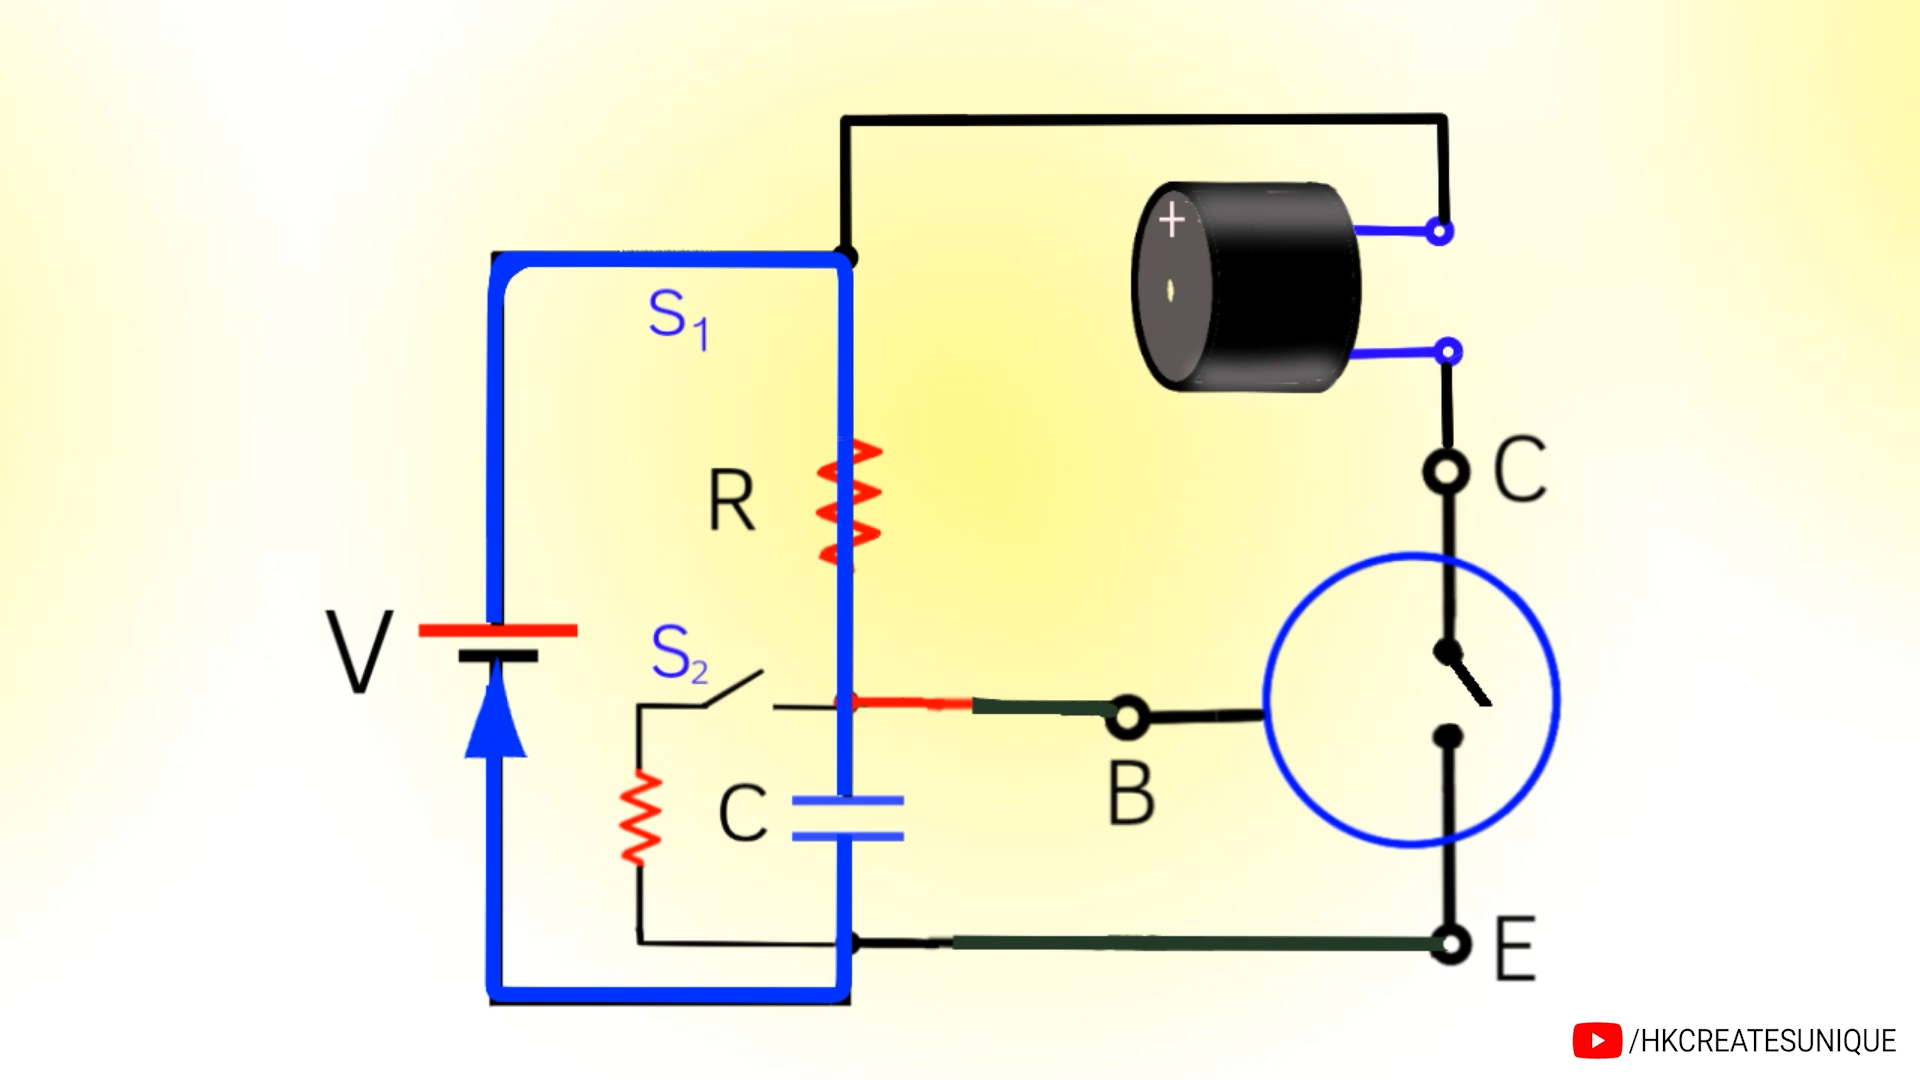 +
S₁
R
C
V
S₂
C
B
E
/HKCREATESUNIQUE